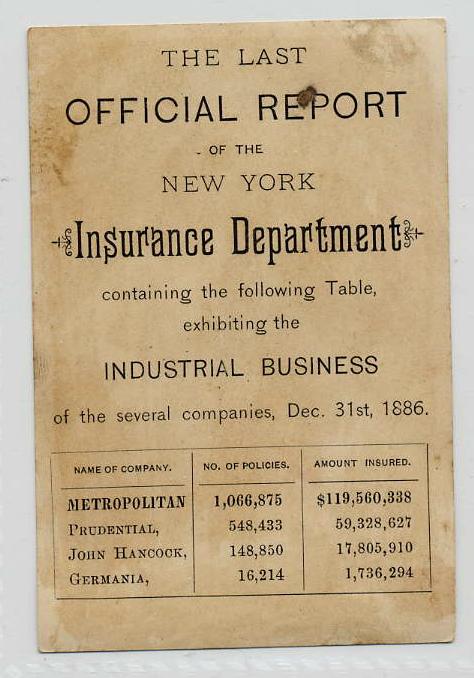 THE LAST
OFFICIAL REPORT
OF THE
NEW YORK
Insurance Department
containing the following Table,
exhibiting the
INDUSTRIAL BUSINESS
of the several companies, Dec. 31st, 1886.
NAME OF COMPANY. NO. OF POLICIES. AMOUNT INSURED.
METROPOLITAN 1,066,875 $119,560,338
PRUDENTIAL, 548,433 59,328,627
JOHN HANCOCK, 148,850 17,805,910
GERMANIA, 16,214 1,736,294